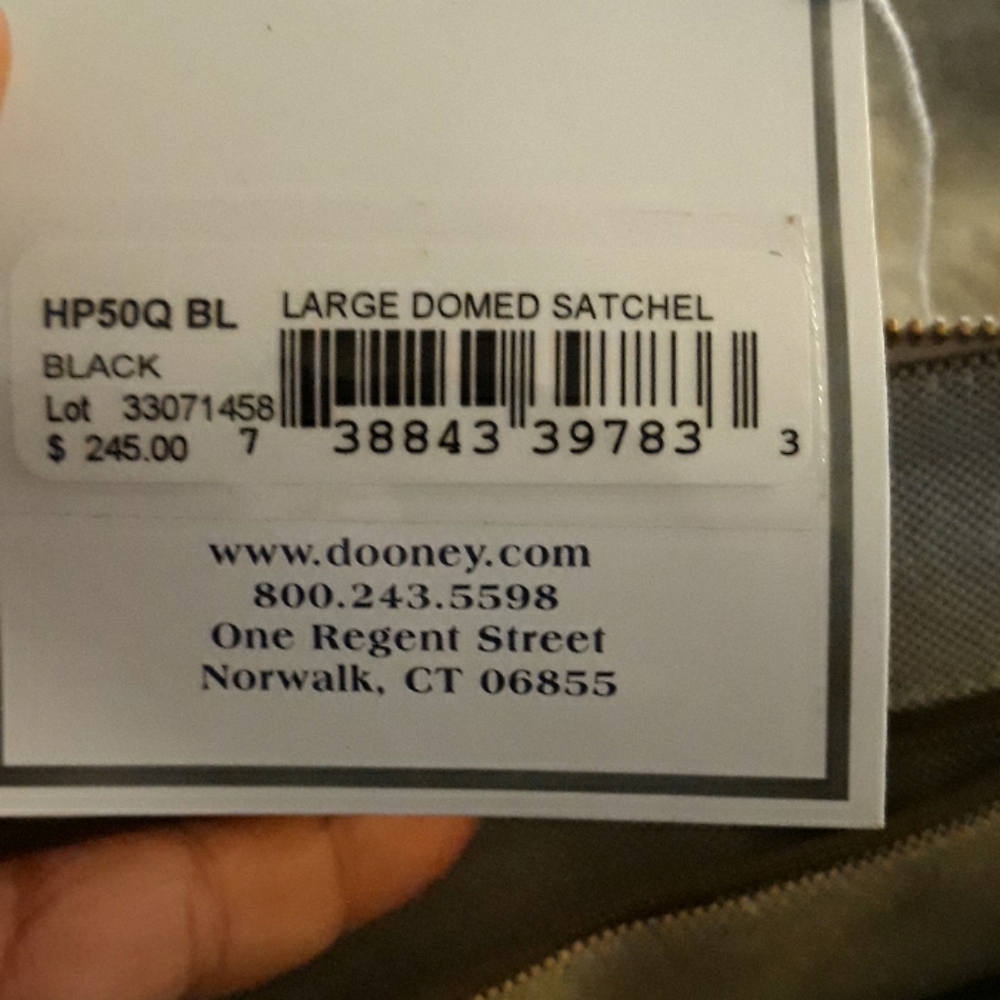 HP50Q BL LARGE DOMED SATCHEL
BLACK
Lot 33071458
$ 245.00 7 38843 39783 3
www.dooney.com
800.243.5598
One Regent Street
Norwalk, CT 06855